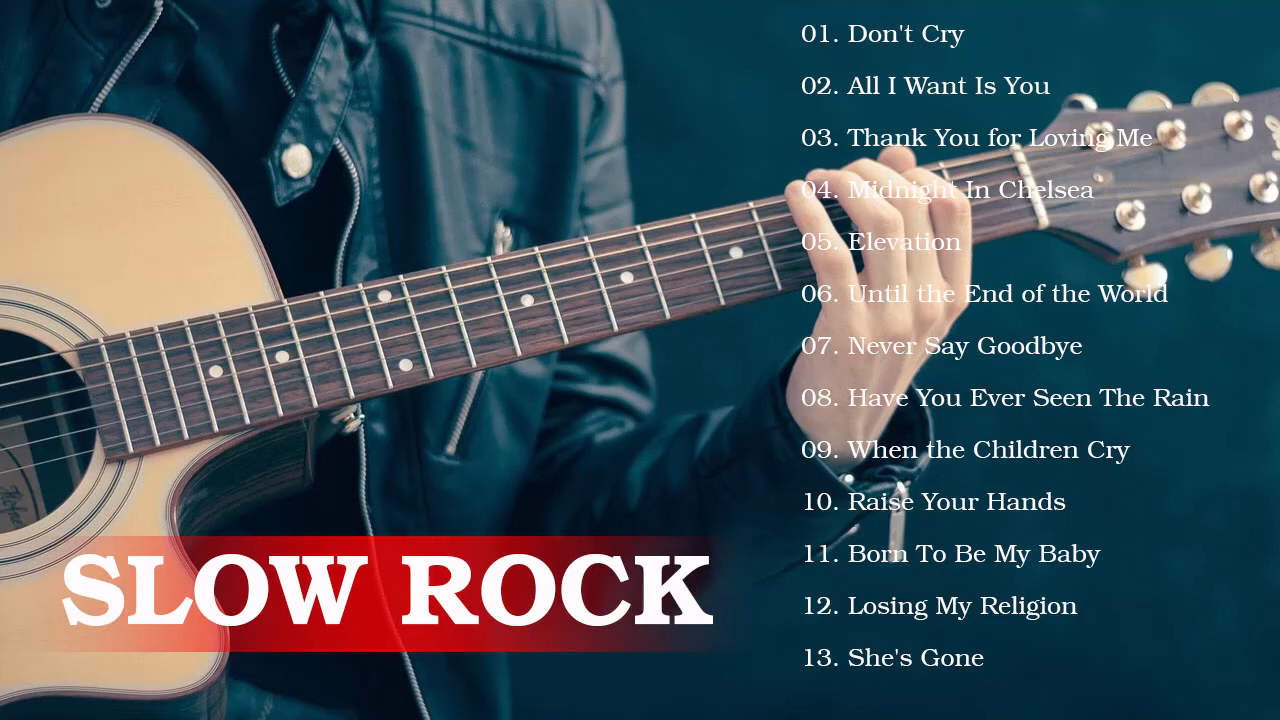 01. Don't Cry
02. All I Want Is You
03. Thank You for Loving Me
04. Midnight In Chelsea
05. Elevation
06. Until the End of the World
07. Never Say Goodbye
08. Have You Ever Seen The Rain
09. When the Children Cry
10. Raise Your Hands
11. Born To Be My Baby
12. Losing My Religion
13. She's Gone
SLOW ROCK